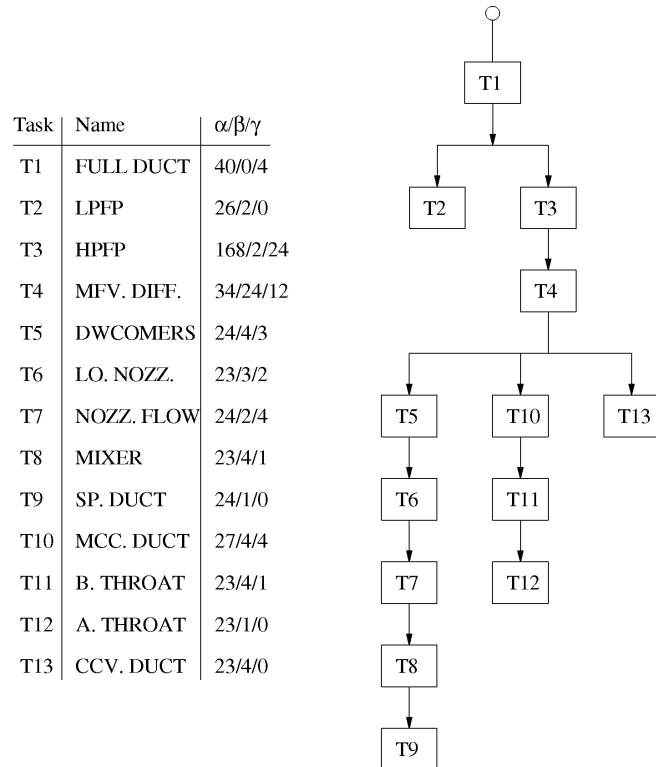 Task Name α/β/γ
T1 FULL DUCT 40/0/4
T2 LPFP 26/2/0
T3 HPFP 168/2/24
T4 MFV. DIFF. 34/24/12
T5 DWCOMERS 24/4/3
T6 LO. NOZZ. 23/3/2
T7 NOZZ. FLOW 24/2/4
T8 MIXER 23/4/1
T9 SP. DUCT 24/1/0
T10 MCC. DUCT 27/4/4
T11 B. THROAT 23/4/1
T12 A. THROAT 23/1/0
T13 CCV. DUCT 23/4/0
T1
T2 T3
T4
T5 T10 T13
T6 T11
T7 T12
T8
T9